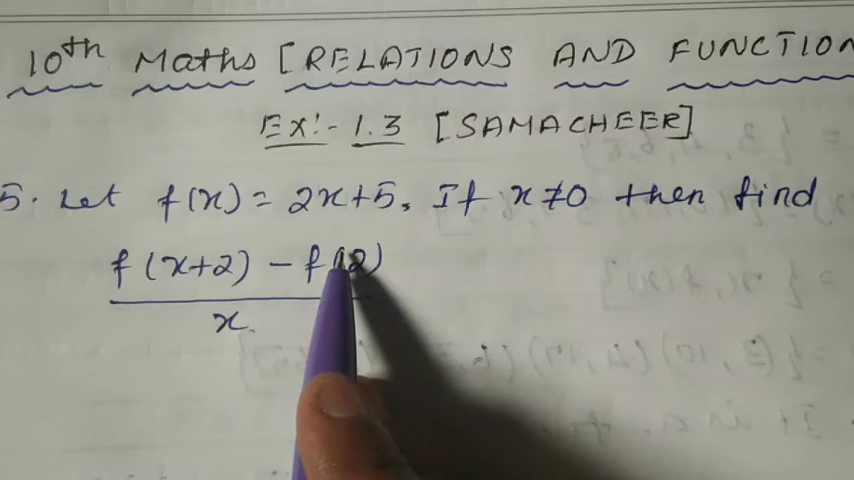 10th Maths [RELATIONS AND FUNCTION
Ex:- 1.3 [SAMACHEER]
5. Let f(x) = 2x+5. If x≠0 then find
f(x+2) - f(2)
x